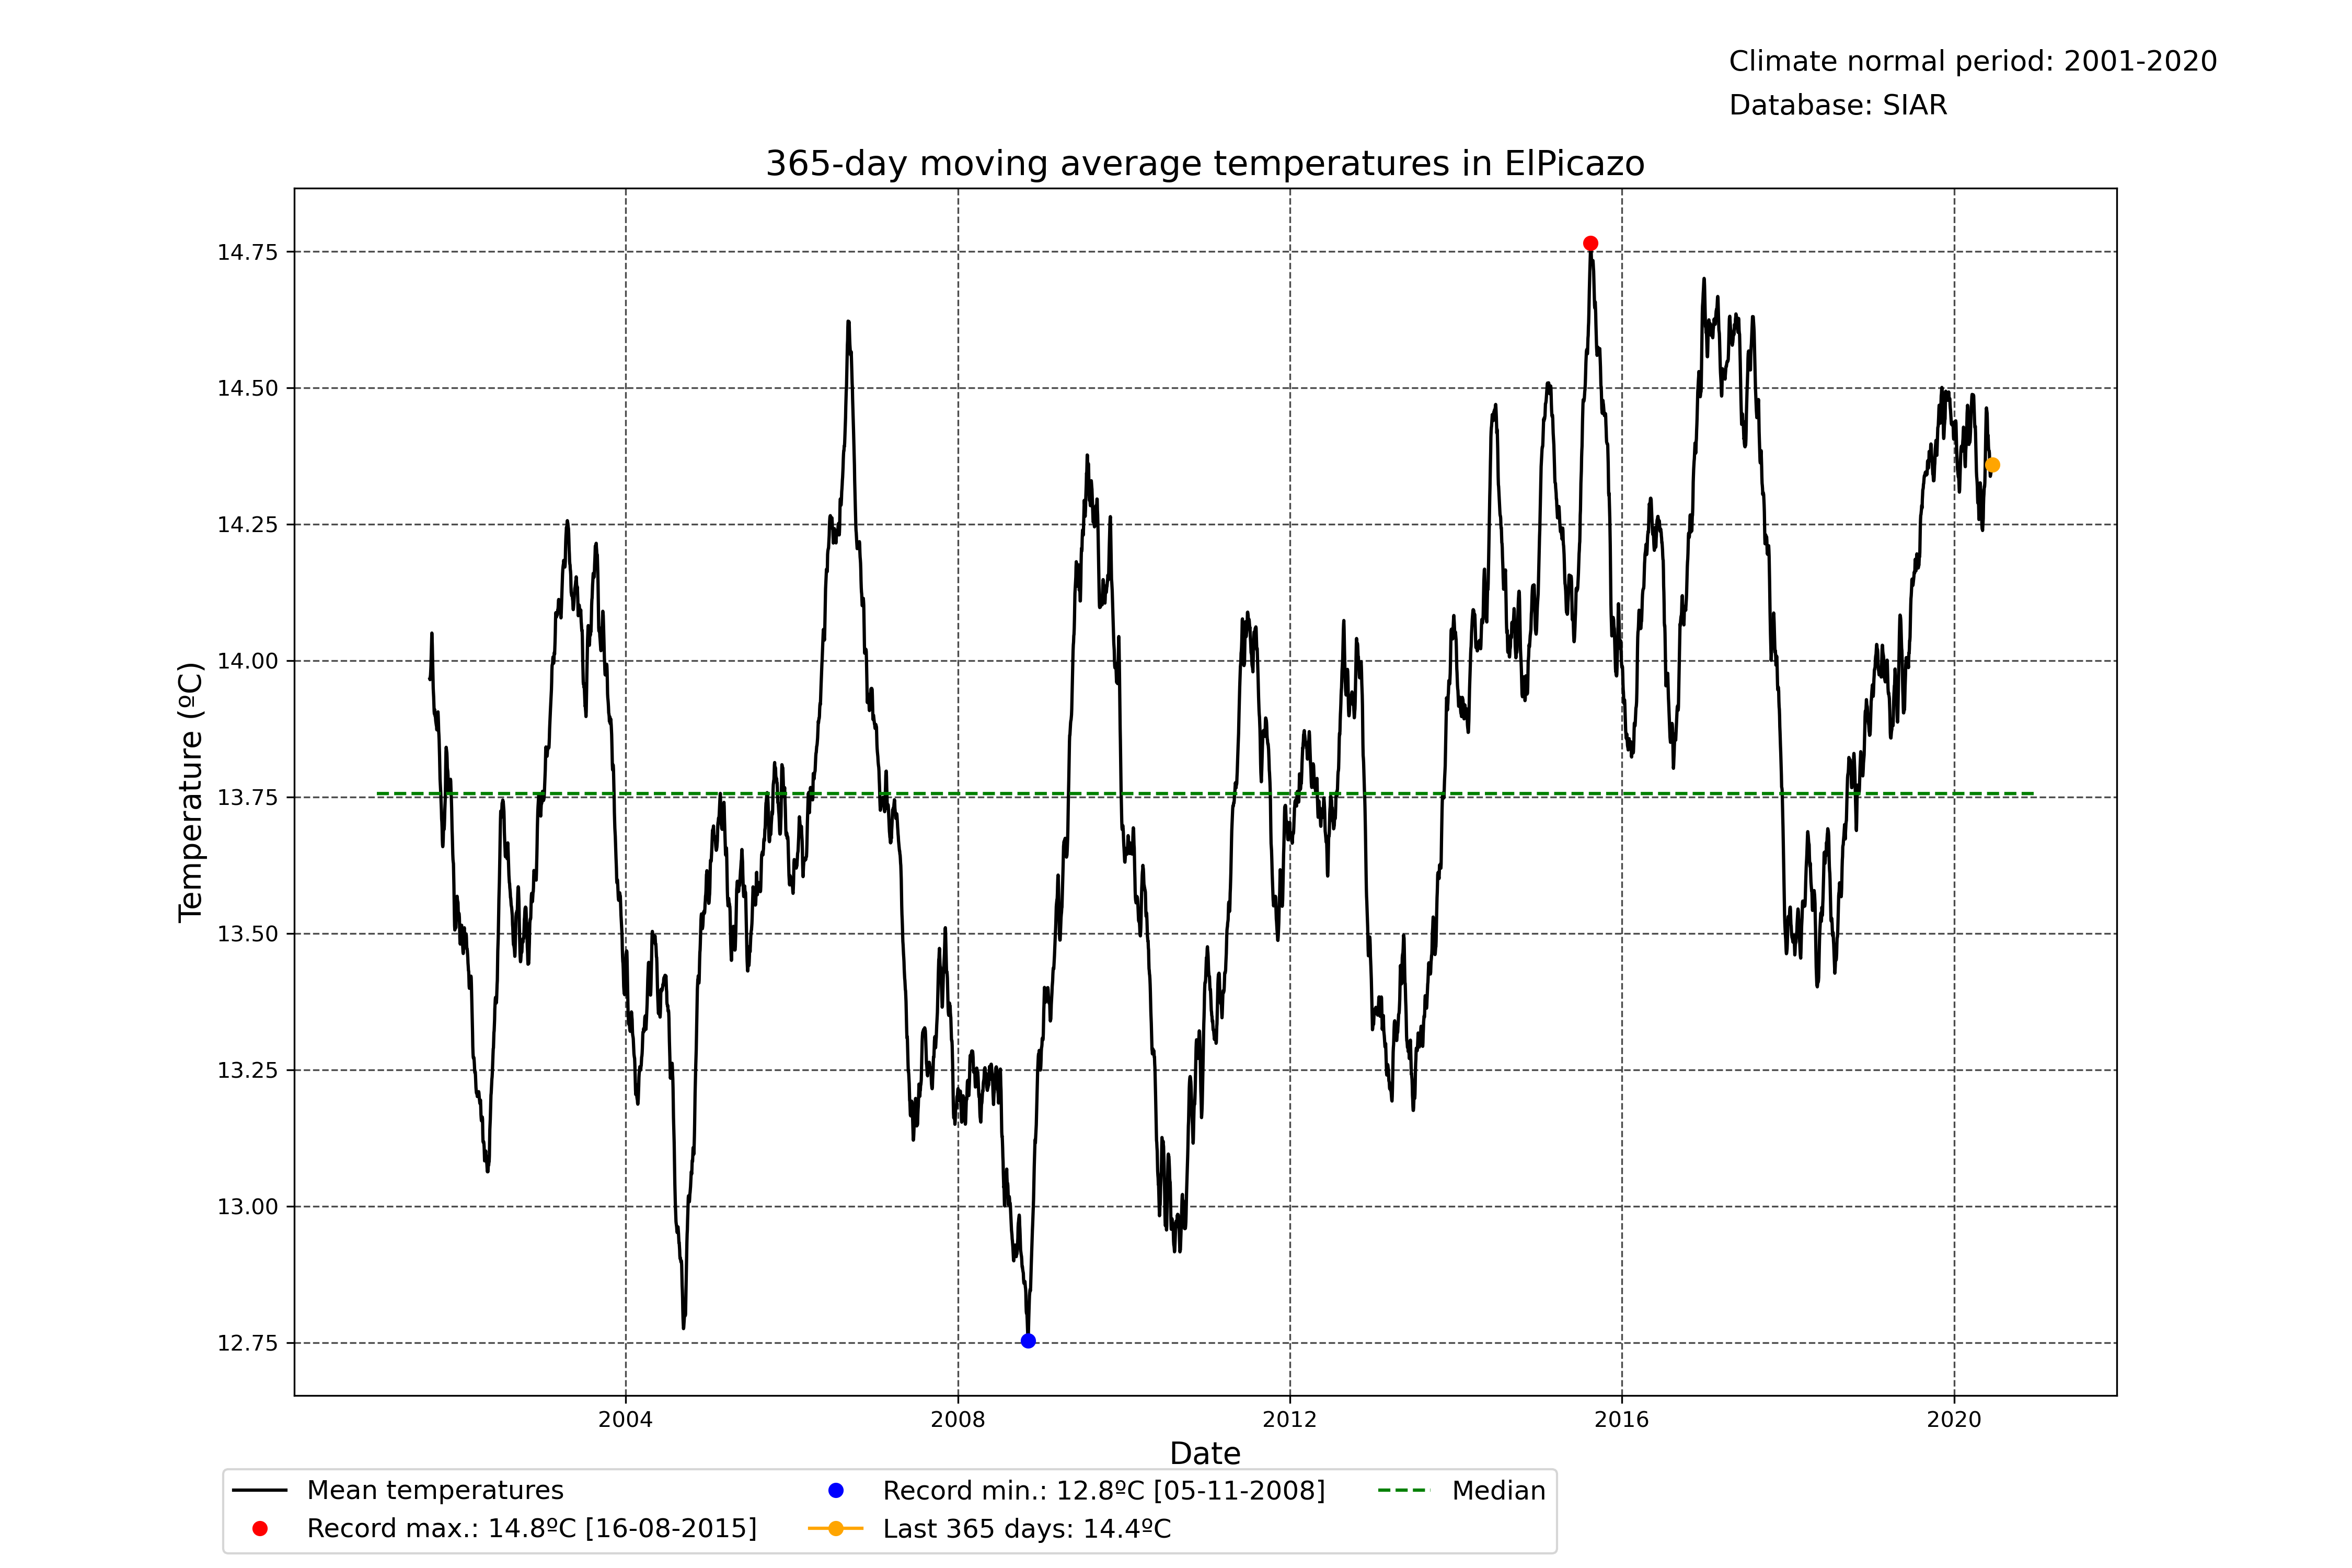 Climate normal period: 2001-2020
Database: SIAR
365-day moving average temperatures in ElPicazo
14.75
14.50
14.25
14.00
13.75
13.50
13.25
13.00
12.75
Temperature (ºC)
2004 2008 2012 2016 2020
Date
Mean temperatures
Record max.: 14.8ºC [16-08-2015]
Record min.: 12.8ºC [05-11-2008]
Last 365 days: 14.4ºC
Median